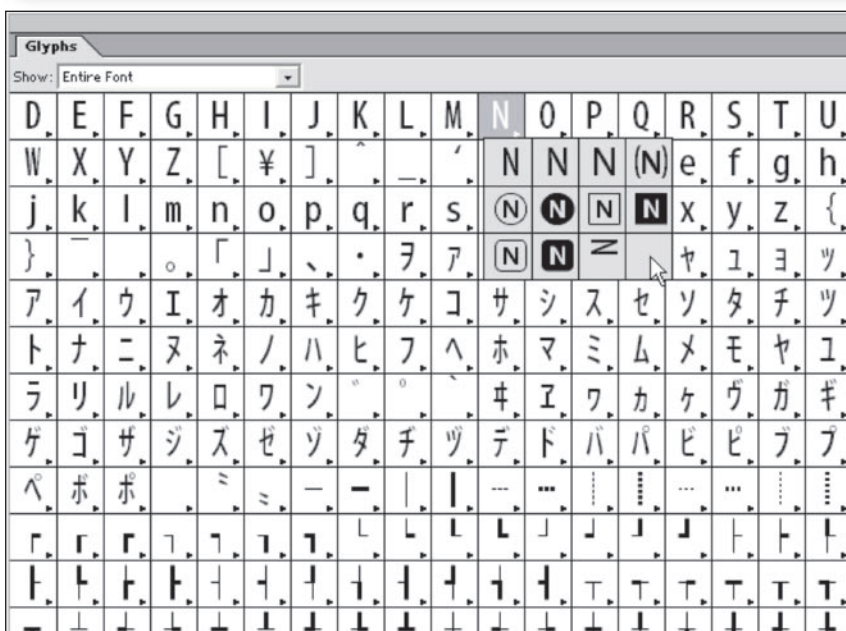 Glyphs
Show: Entire Font
D E F G H I J K L M N O P Q R S T U
W X Y Z [ ¥ ] ^ _ ‘ N N N (N) e f g h
j k l m n o p q r s N N N N x y z {
} ‾ 。 「 」 、 ・ ヲ ァ N N N ャ ュ ョ ッ
ア イ ウ エ オ カ キ ク ケ コ サ シ ス セ ソ タ チ ツ
ト ナ ニ ヌ ネ ノ ハ ヒ フ ヘ ホ マ ミ ム メ モ ヤ ユ
ラ リ ル レ ロ ワ ン ゛ ゜ ヽ ヰ ヱ ヮ ヵ ヶ ヴ ガ ギ
ゲ ゴ ザ ジ ズ ゼ ゾ ダ ヂ ヅ デ ド バ パ ビ ピ ブ プ
ペ ボ ポ